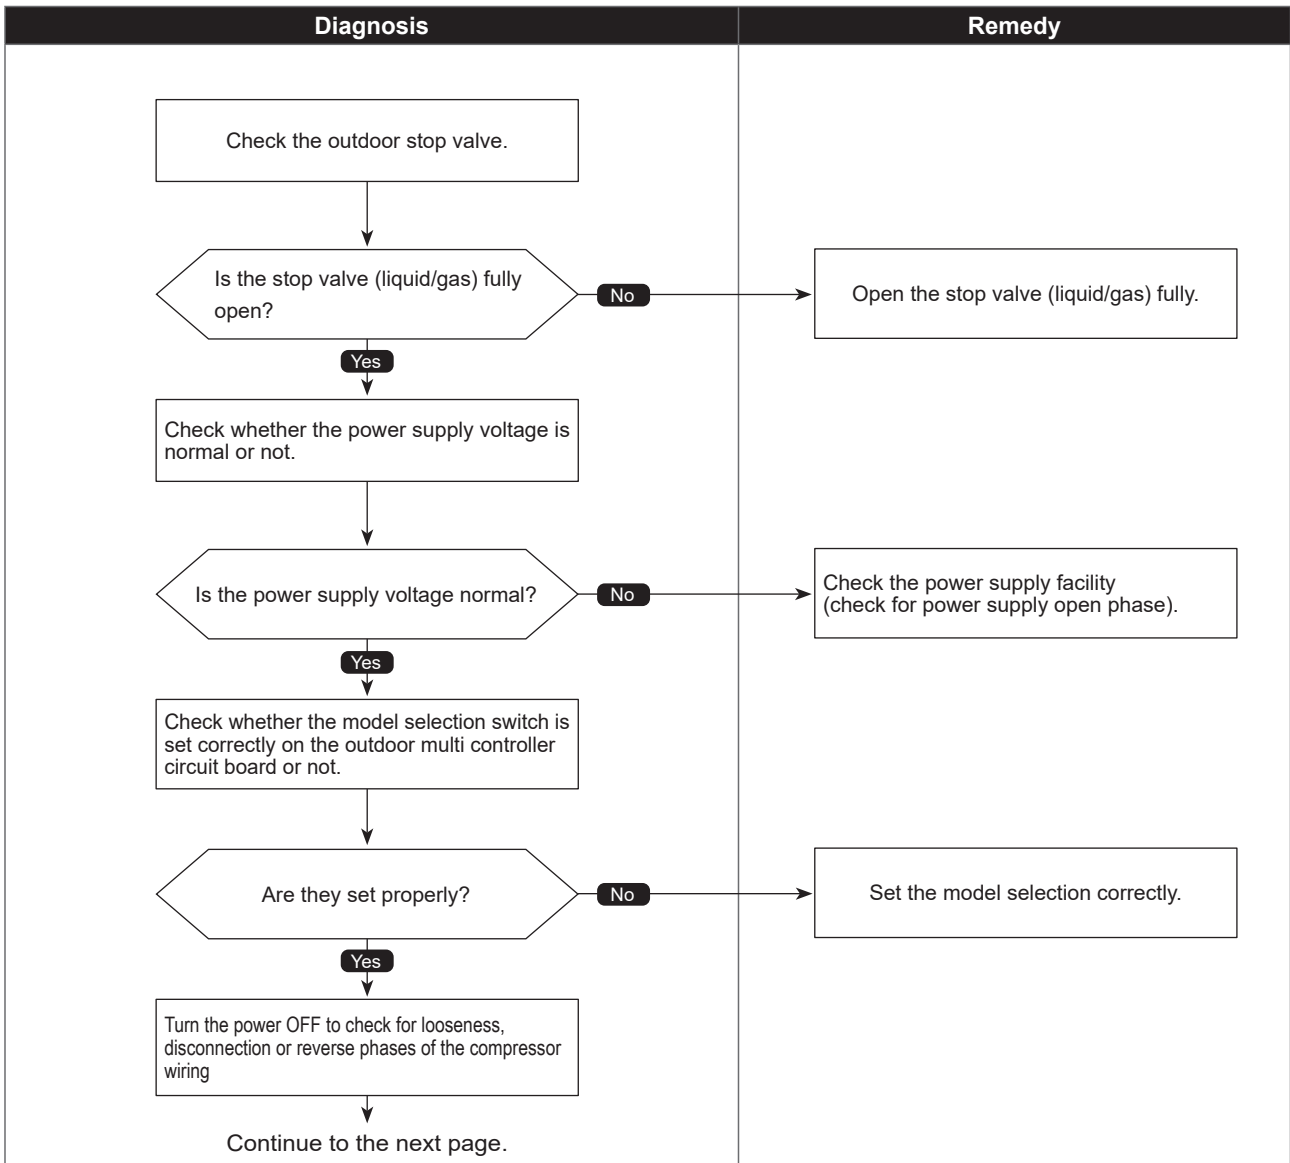 Diagnosis
Remedy
Check the outdoor stop valve.
Is the stop valve (liquid/gas) fully
open?
No
Open the stop valve (liquid/gas) fully.
Yes
Check whether the power supply voltage is
normal or not.
Is the power supply voltage normal?
No
Check the power supply facility
(check for power supply open phase).
Yes
Check whether the model selection switch is
set correctly on the outdoor multi controller
circuit board or not.
Are they set properly?
No
Set the model selection correctly.
Yes
Turn the power OFF to check for looseness,
disconnection or reverse phases of the compressor
wiring
Continue to the next page.